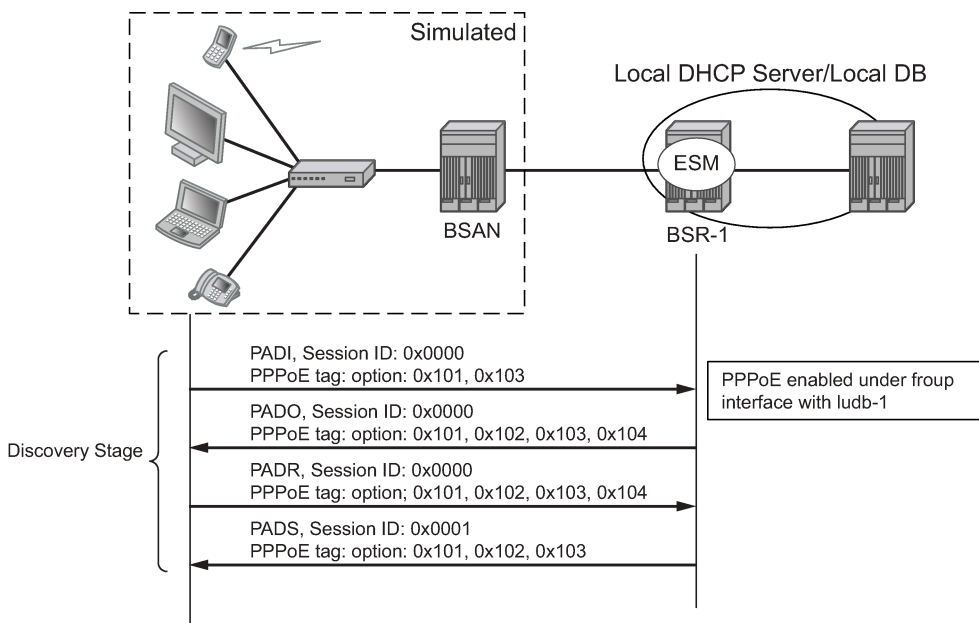 Simulated
Local DHCP Server/Local DB
ESM
BSAN
BSR-1
PADI, Session ID: 0x0000
PPPoE tag: option: 0x101, 0x103
PPPoE enabled under froup
interface with ludb-1
PADO, Session ID: 0x0000
PPPoE tag: option: 0x101, 0x102, 0x103, 0x104
Discovery Stage
PADR, Session ID: 0x0000
PPPoE tag: option; 0x101, 0x102, 0x103, 0x104
PADS, Session ID: 0x0001
PPPoE tag: option: 0x101, 0x102, 0x103